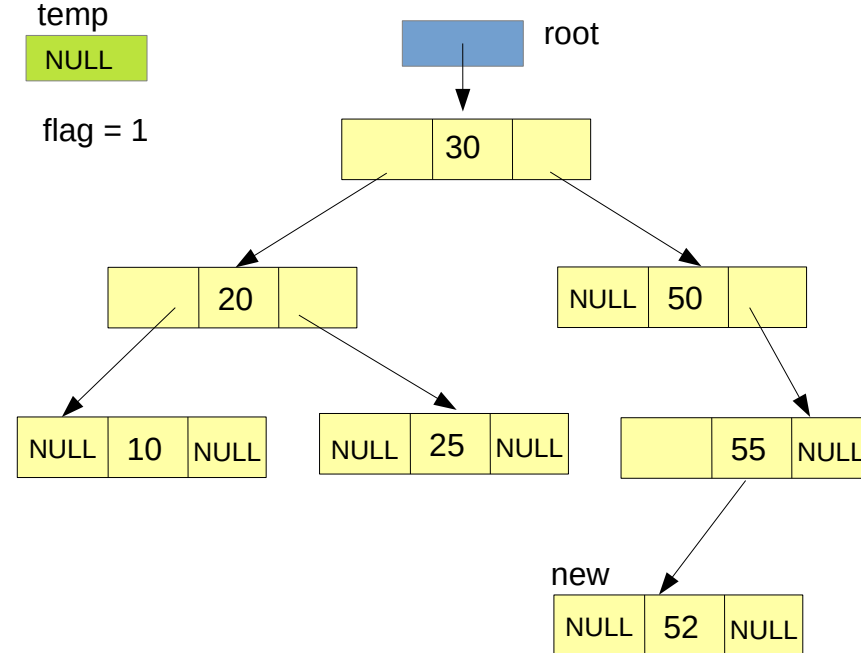 temp
root
NULL
flag = 1
30
20
NULL 50
NULL 10 NULL
NULL 25 NULL
55 NULL
new
NULL 52 NULL